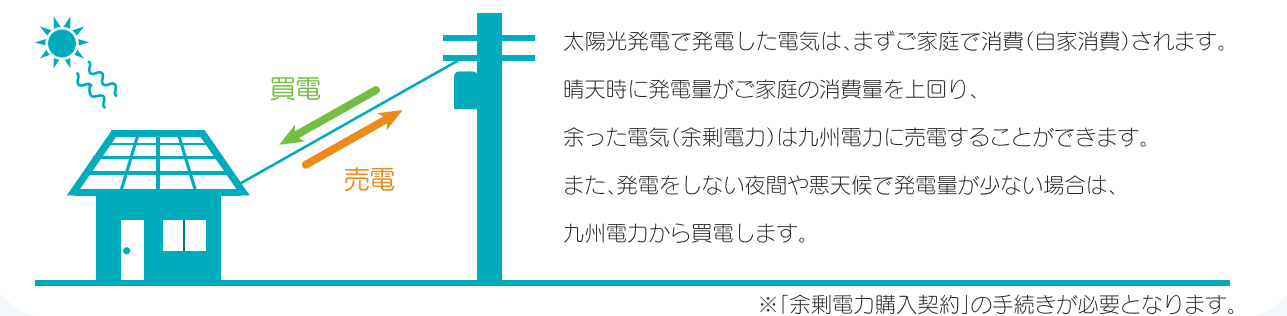 買電
売電
太陽光発電で発電した電気は、まずご家庭で消費(自家消費)されます。
晴天時に発電量がご家庭の消費量を上回り、
余った電気(余剰電力)は九州電力に売電することができます。
また、発電をしない夜間や悪天候で発電量が少ない場合は、
九州電力から買電します。
※「余剰電力購入契約」の手続きが必要となります。